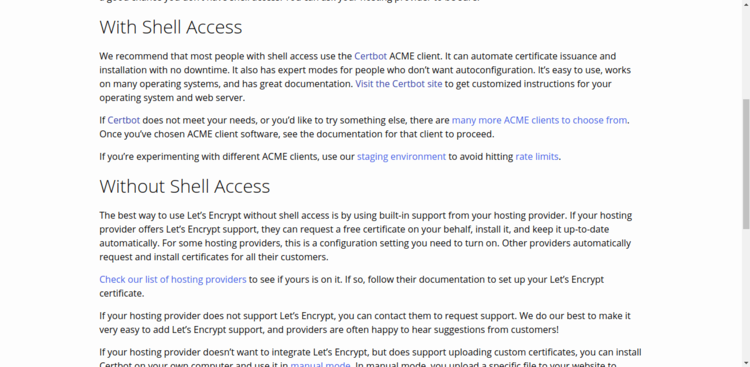 With Shell Access
We recommend that most people with shell access use the Certbot ACME client. It can automate certificate issuance and
installation with no downtime. It also has expert modes for people who don’t want autoconfiguration. It’s easy to use, works
on many operating systems, and has great documentation. Visit the Certbot site to get customized instructions for your
operating system and web server.
If Certbot does not meet your needs, or you’d like to try something else, there are many more ACME clients to choose from.
Once you’ve chosen ACME client software, see the documentation for that client to proceed.
If you’re experimenting with different ACME clients, use our staging environment to avoid hitting rate limits.
Without Shell Access
The best way to use Let’s Encrypt without shell access is by using built-in support from your hosting provider. If your hosting
provider offers Let’s Encrypt support, they can request a free certificate on your behalf, install it, and keep it up-to-date
automatically. For some hosting providers, this is a configuration setting you need to turn on. Other providers automatically
request and install certificates for all their customers.
Check our list of hosting providers to see if yours is on it. If so, follow their documentation to set up your Let’s Encrypt
certificate.
If your hosting provider does not support Let’s Encrypt, you can contact them to request support. We do our best to make it
very easy to add Let’s Encrypt support, and providers are often happy to hear suggestions from customers!
If your hosting provider doesn’t want to integrate Let’s Encrypt, but does support uploading custom certificates, you can install
Certbot on your own computer and use it in manual mode. In manual mode, you upload a specific file to your website to